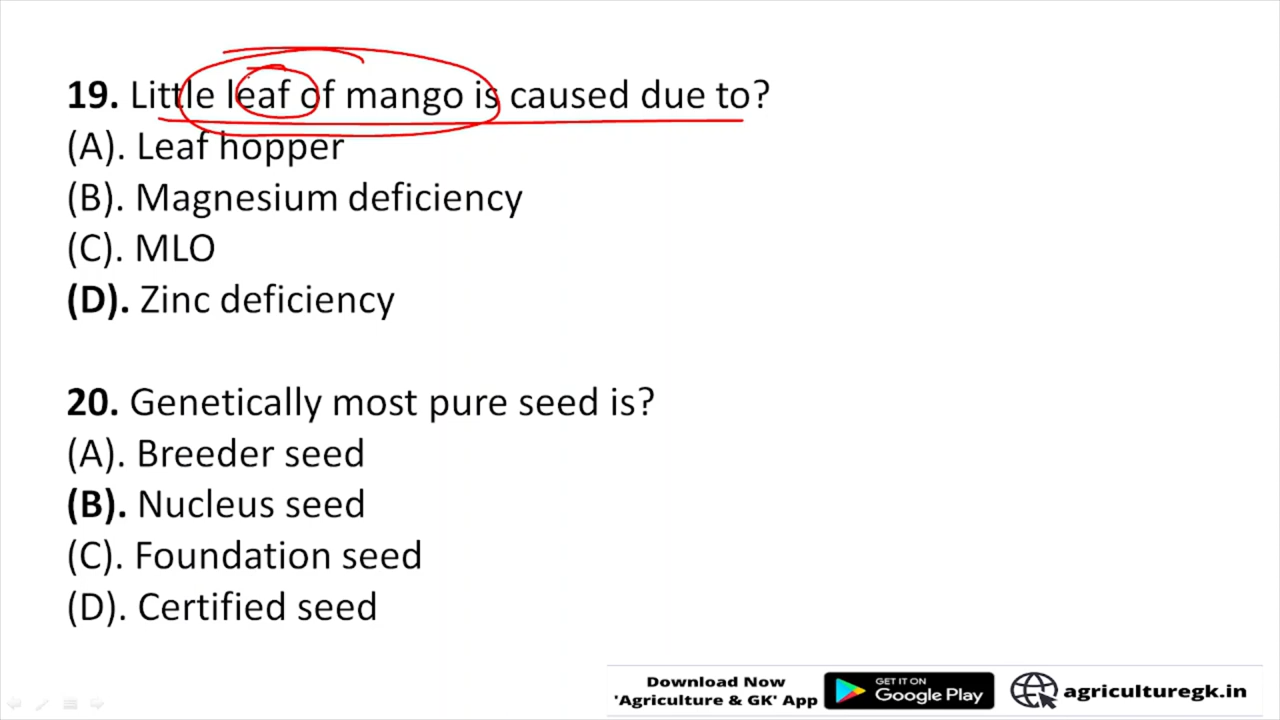 19. Little leaf of mango is caused due to?
(A). Leaf hopper
(B). Magnesium deficiency
(C). MLO
(D). Zinc deficiency
20. Genetically most pure seed is?
(A). Breeder seed
(B). Nucleus seed
(C). Foundation seed
(D). Certified seed
Download Now
'Agriculture & GK' App
GET IT ON
Google Play
agriculturegk.in